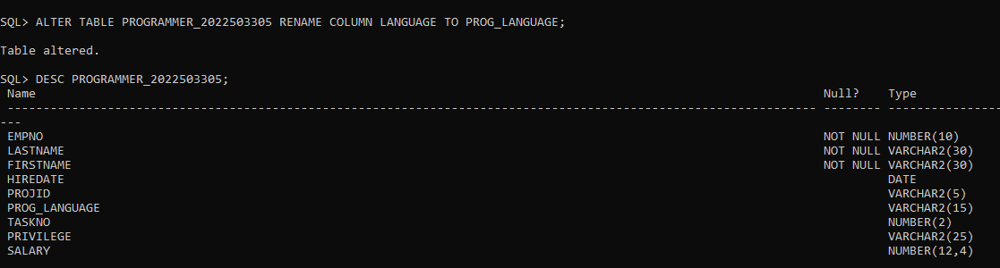 SQL> ALTER TABLE PROGRAMMER_2022503305 RENAME COLUMN LANGUAGE TO PROG_LANGUAGE;
Table altered.
SQL> DESC PROGRAMMER_2022503305;
Name Null? Type
----------------------------------------------------------------------------------------------------------------- -------- ----------------
---
EMPNO NOT NULL NUMBER(10)
LASTNAME NOT NULL VARCHAR2(30)
FIRSTNAME NOT NULL VARCHAR2(30)
HIREDATE DATE
PROJID VARCHAR2(5)
PROG_LANGUAGE VARCHAR2(15)
TASKNO NUMBER(2)
PRIVILEGE VARCHAR2(25)
SALARY NUMBER(12,4)